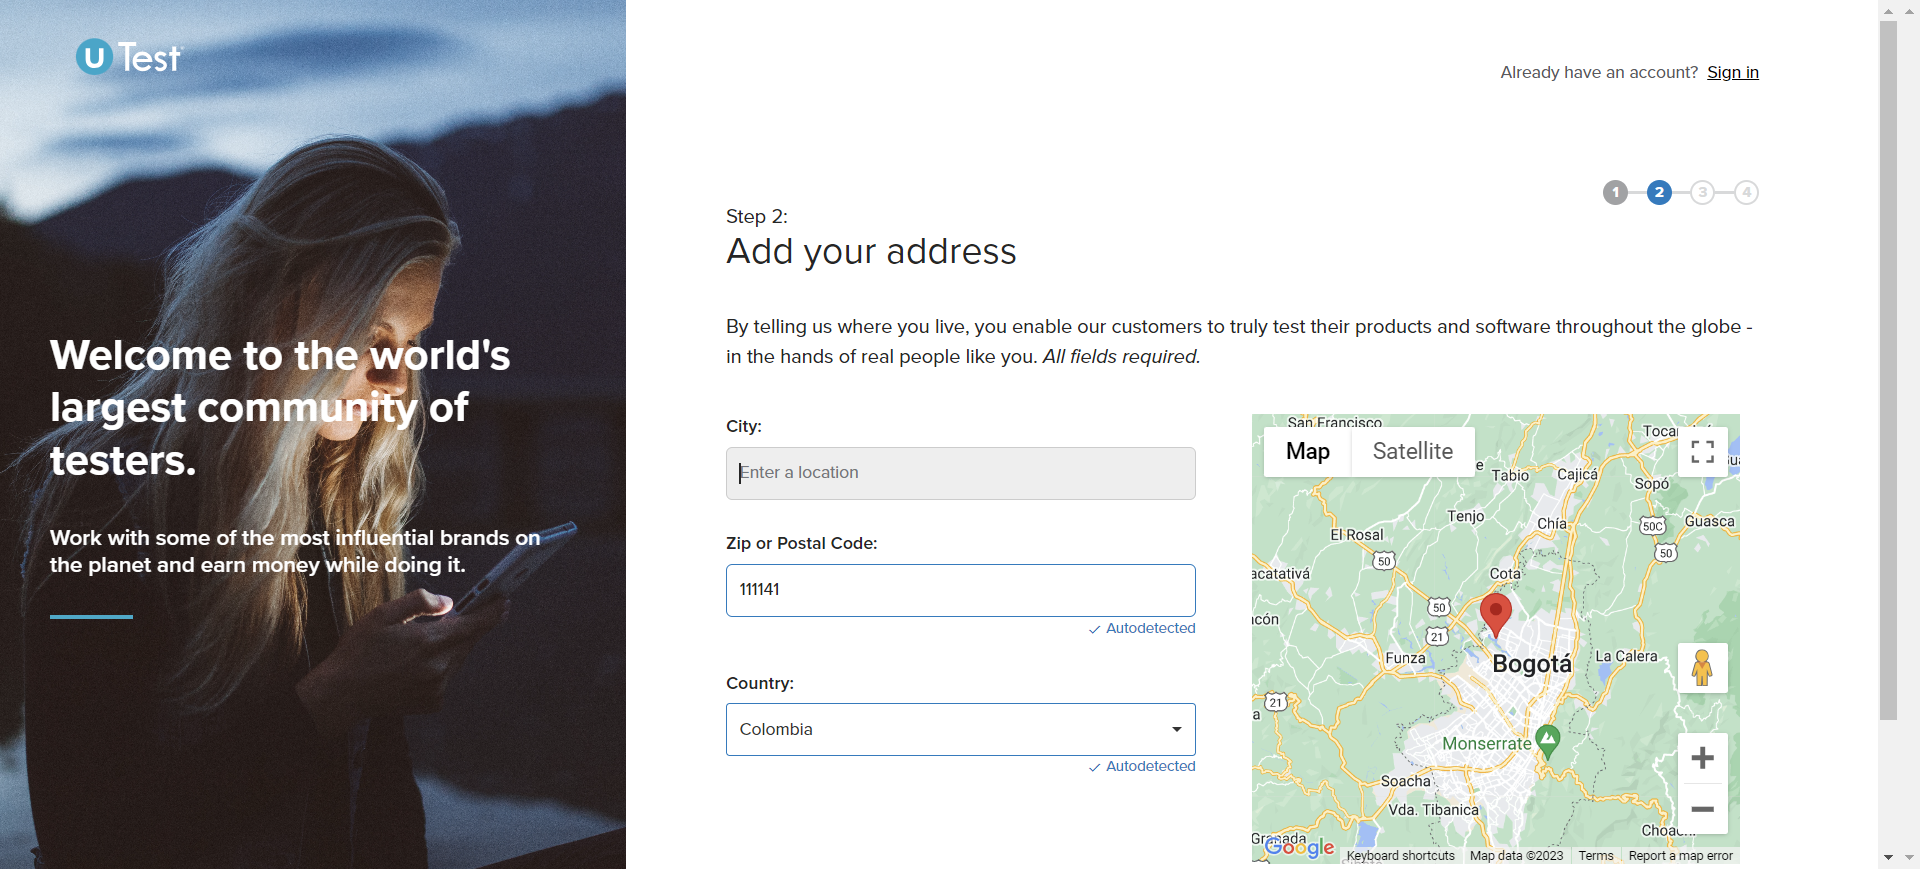 U Test
Welcome to the world's
largest community of
testers.
Work with some of the most influential brands on
the planet and earn money while doing it.
Already have an account? Sign in
1 2 3 4
Step 2:
Add your address
By telling us where you live, you enable our customers to truly test their products and software throughout the globe -
in the hands of real people like you. All fields required.
City:
Enter a location
Zip or Postal Code:
111141
Autodetected
Country:
Colombia
Autodetected
San Francisco
Map
Satellite
Tabio
Cajicá
Sopó
50C
Guasca
Tenjo
Chía
El Rosal
50
50
acatativá
Cota
50
cón
21
Funza
Bogotá
La Calera
21
a
Monserrate
Soacha
Vda. Tibanica
Granada
Google
Keyboard shortcuts
Map data ©2023
Terms
Report a map error